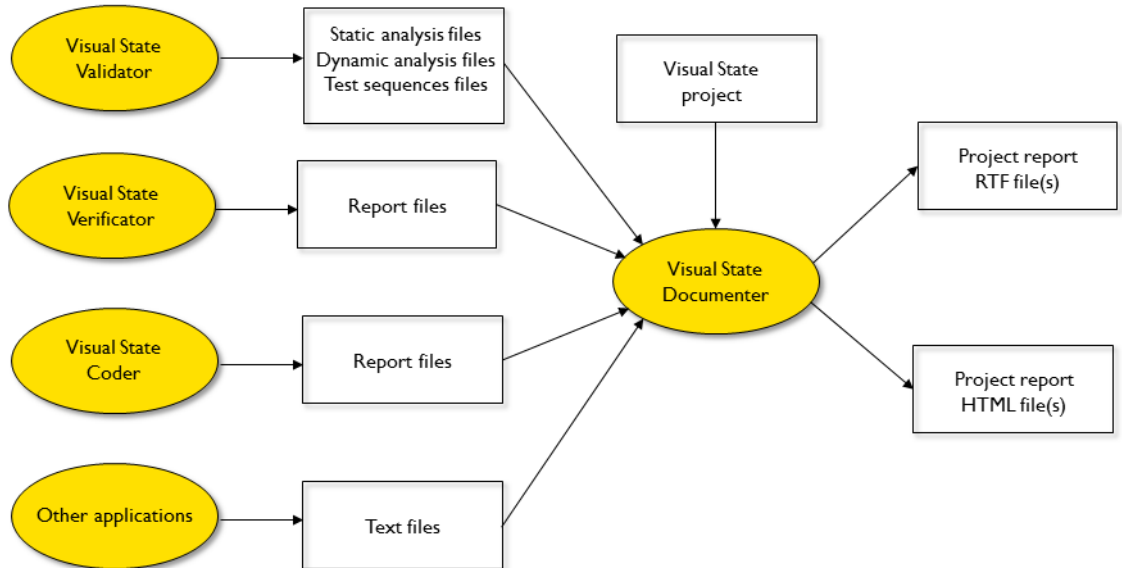 Visual State
Validator
Static analysis files
Dynamic analysis files
Test sequences files
Visual State
project
Project report
RTF file(s)
Visual State
Verificator
Report files
Visual State
Documenter
Visual State
Coder
Report files
Project report
HTML file(s)
Other applications
Text files